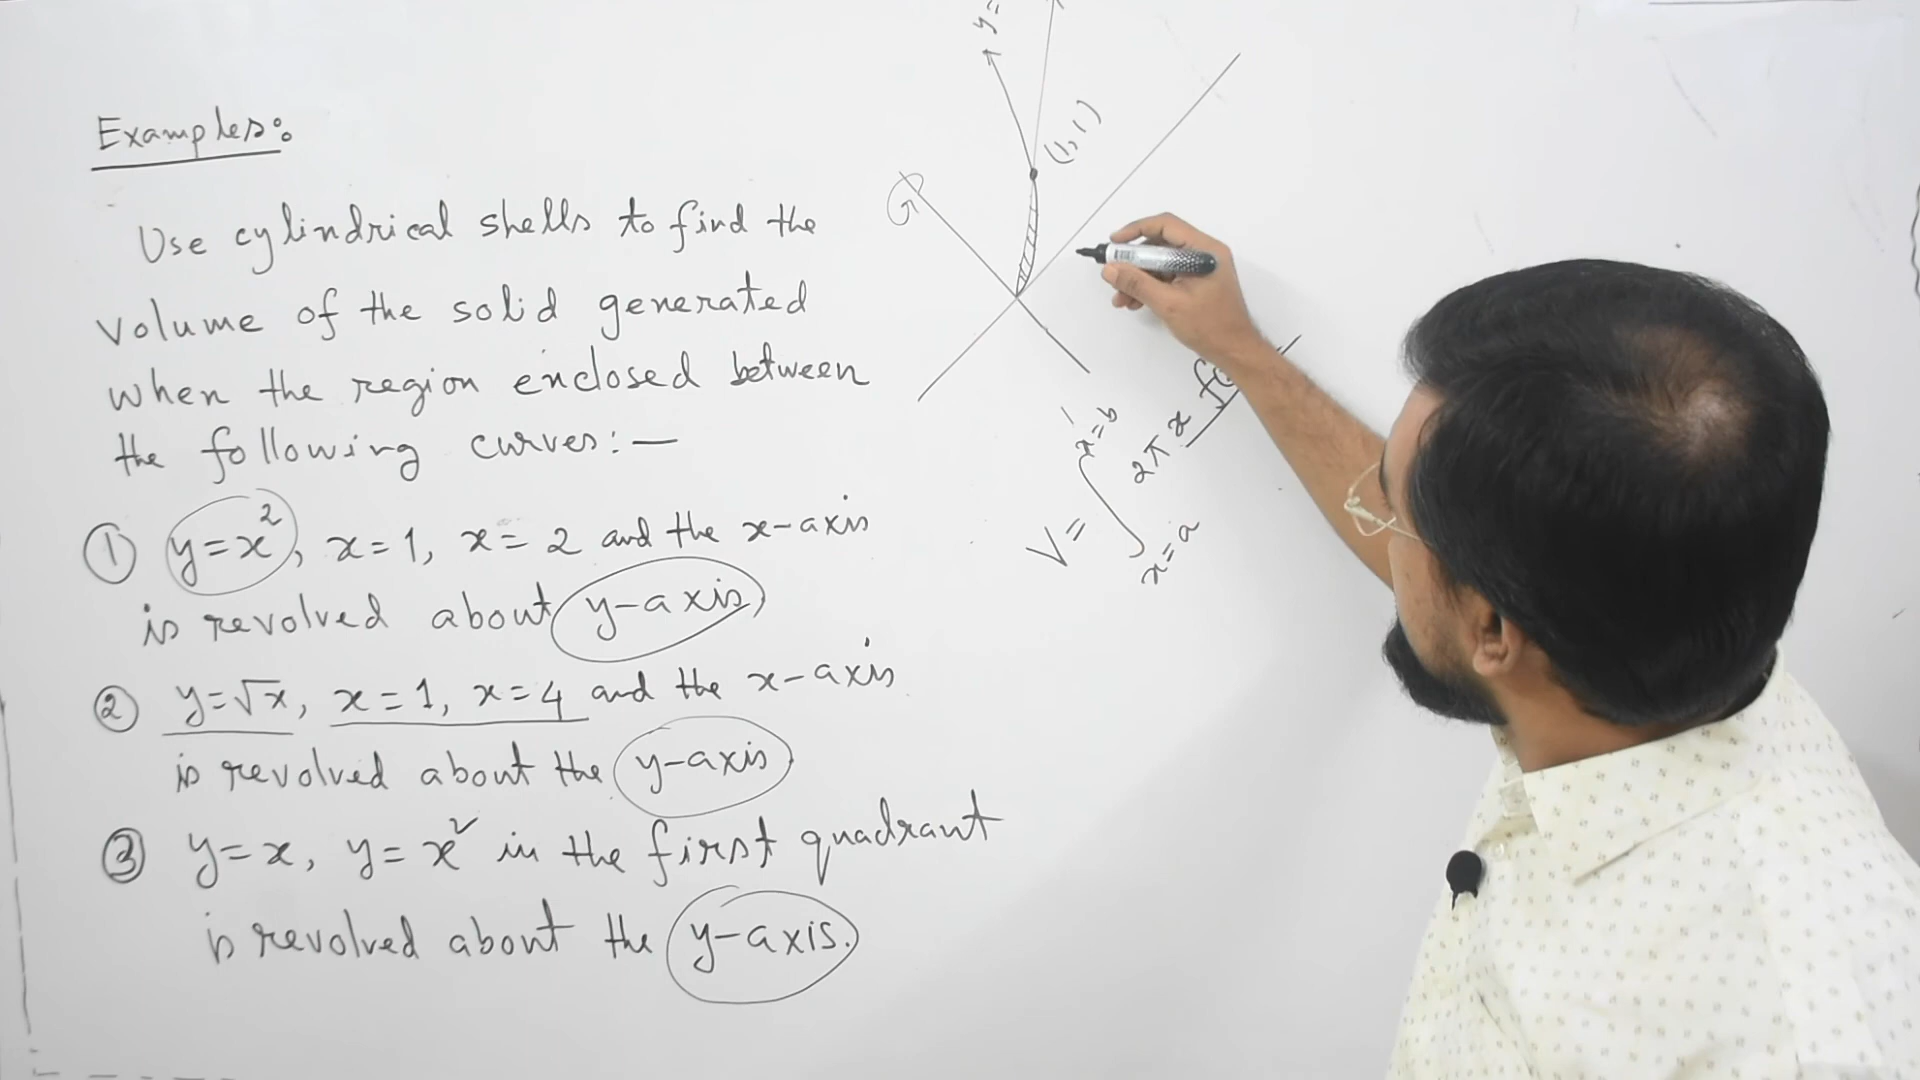 Examples:
Use cylindrical shells to find the
volume of the solid generated
when the region enclosed between
the following curves:—
① y=x², x=1, x=2 and the x-axis
is revolved about y-axis
② y=√x, x=1, x=4 and the x-axis
is revolved about the y-axis
③ y=x, y=x² in the first quadrant
is revolved about the y-axis.
y=
(1,1)
x=b
V=∫ 2πx f(
x=a